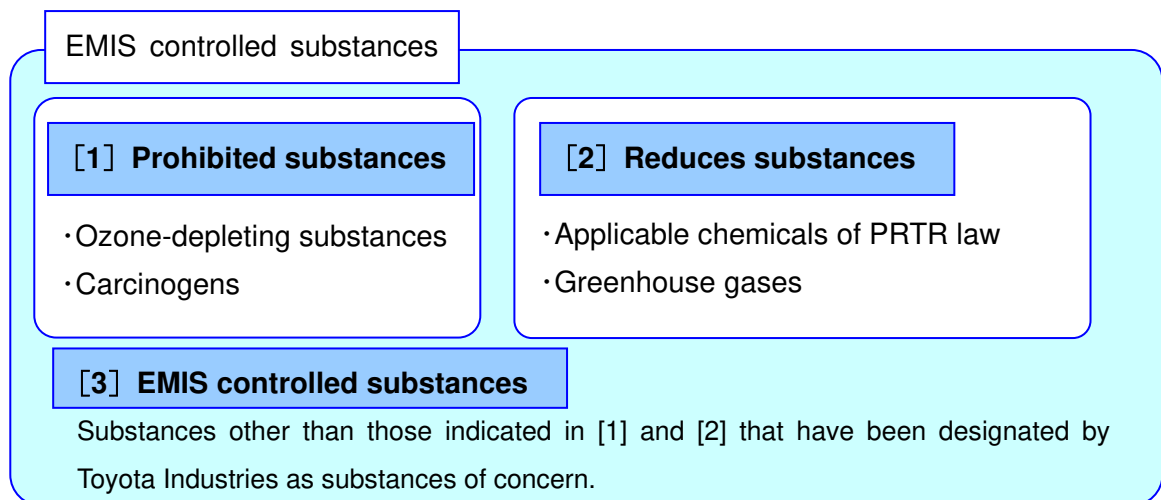 EMIS controlled substances
［1］ Prohibited substances
・Ozone-depleting substances
・Carcinogens
［2］ Reduces substances
・Applicable chemicals of PRTR law
・Greenhouse gases
［3］ EMIS controlled substances
Substances other than those indicated in [1] and [2] that have been designated by
Toyota Industries as substances of concern.